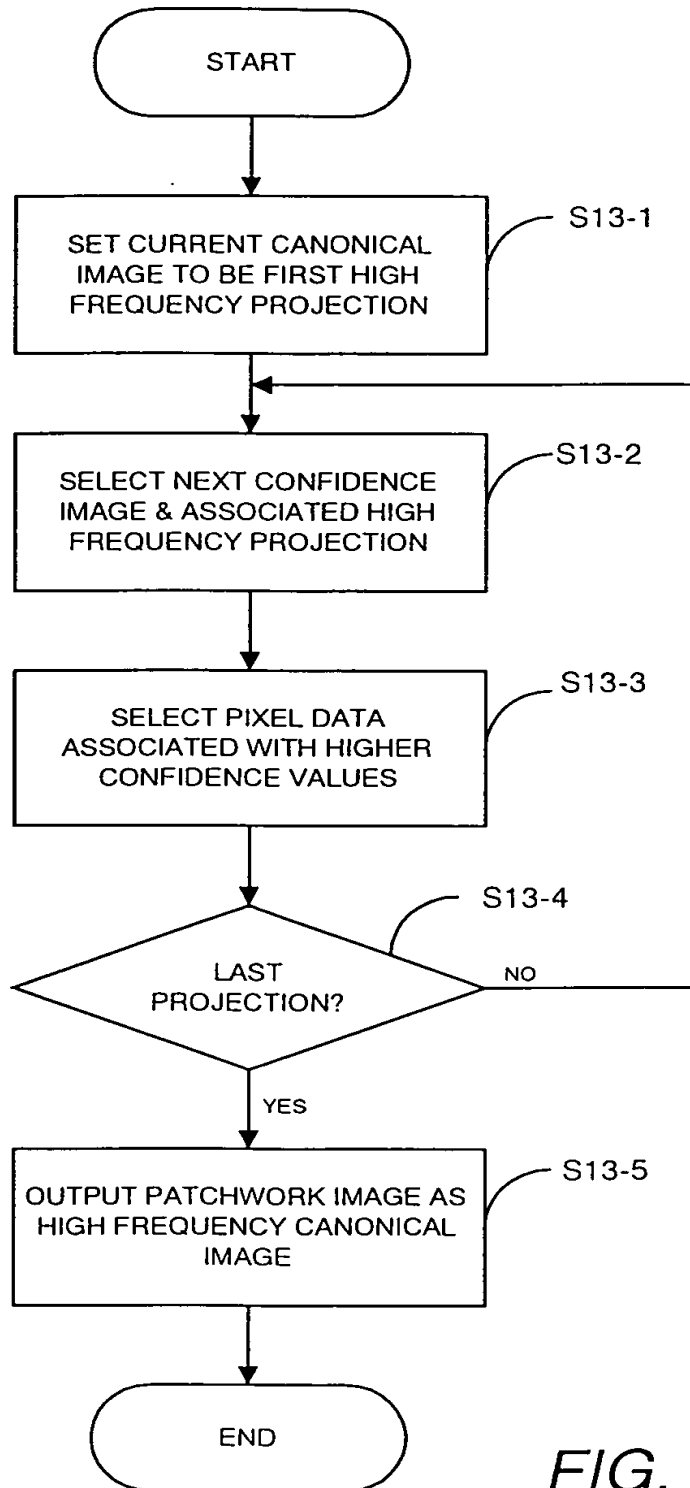 START
S13-1
SET CURRENT CANONICAL
IMAGE TO BE FIRST HIGH
FREQUENCY PROJECTION
S13-2
SELECT NEXT CONFIDENCE
IMAGE & ASSOCIATED HIGH
FREQUENCY PROJECTION
S13-3
SELECT PIXEL DATA
ASSOCIATED WITH HIGHER
CONFIDENCE VALUES
S13-4
LAST
PROJECTION?
NO
YES
S13-5
OUTPUT PATCHWORK IMAGE AS
HIGH FREQUENCY CANONICAL
IMAGE
END
FIG.